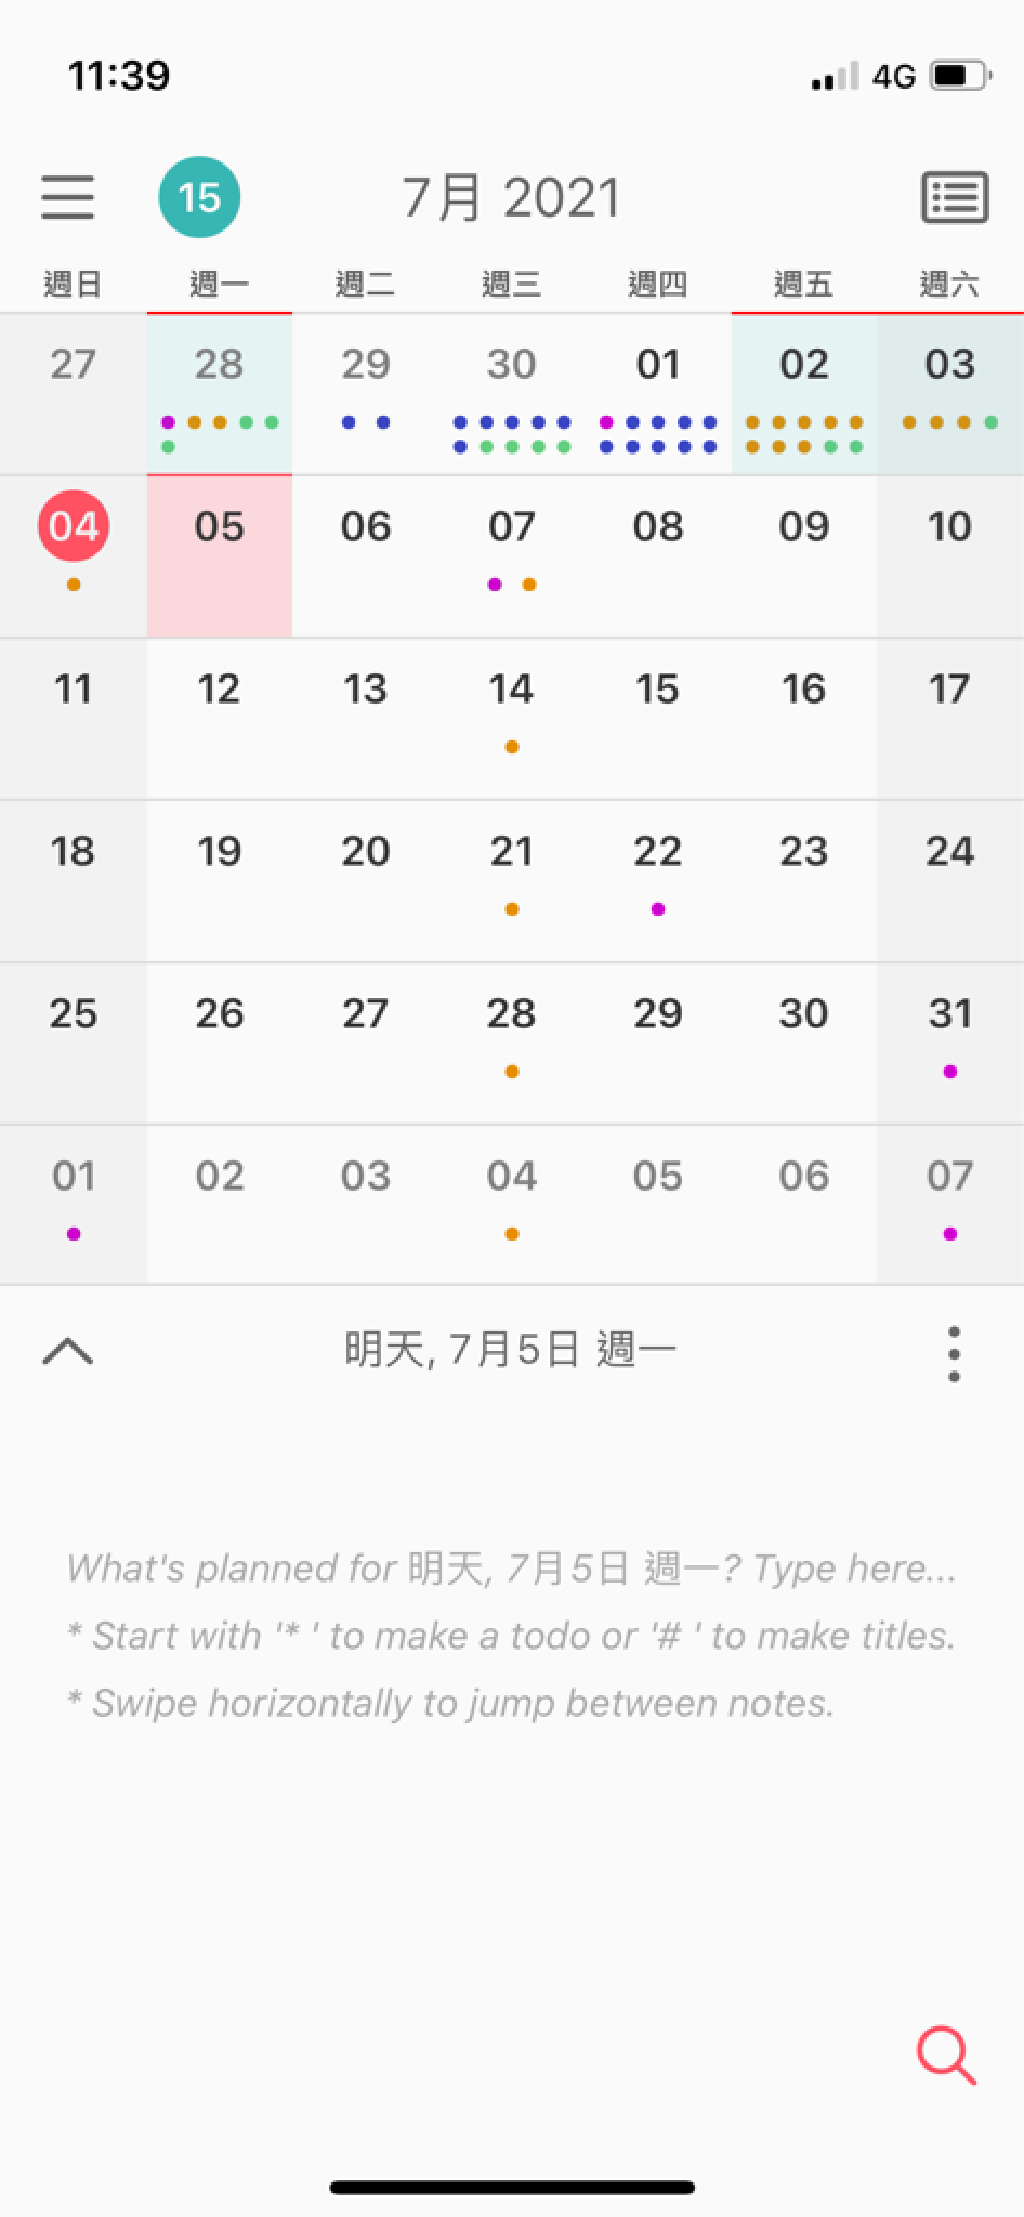 11:39 4G
15 7月 2021
週日 週一 週二 週三 週四 週五 週六
27 28 29 30 01 02 03
04 05 06 07 08 09 10
11 12 13 14 15 16 17
18 19 20 21 22 23 24
25 26 27 28 29 30 31
01 02 03 04 05 06 07
明天, 7月5日 週一
What's planned for 明天, 7月5日 週一? Type here...
* Start with '* ' to make a todo or '# ' to make titles.
* Swipe horizontally to jump between notes.